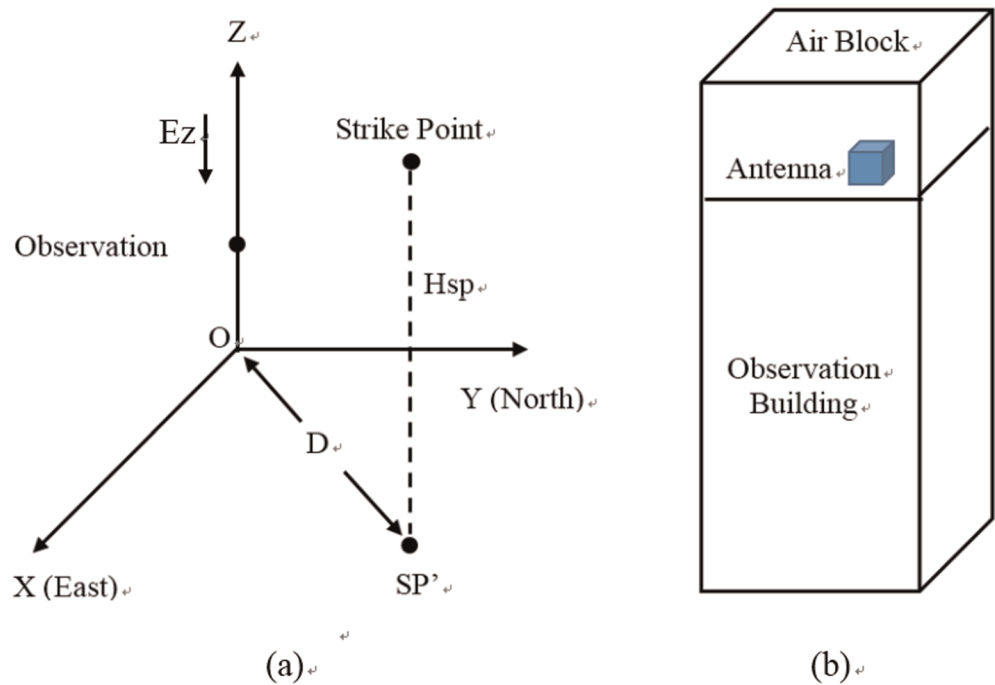 Z
Ez
Strike Point
Observation
Hsp
O
Y (North)
D
X (East)
SP’
(a)
Air Block
Antenna
Observation
Building
(b)